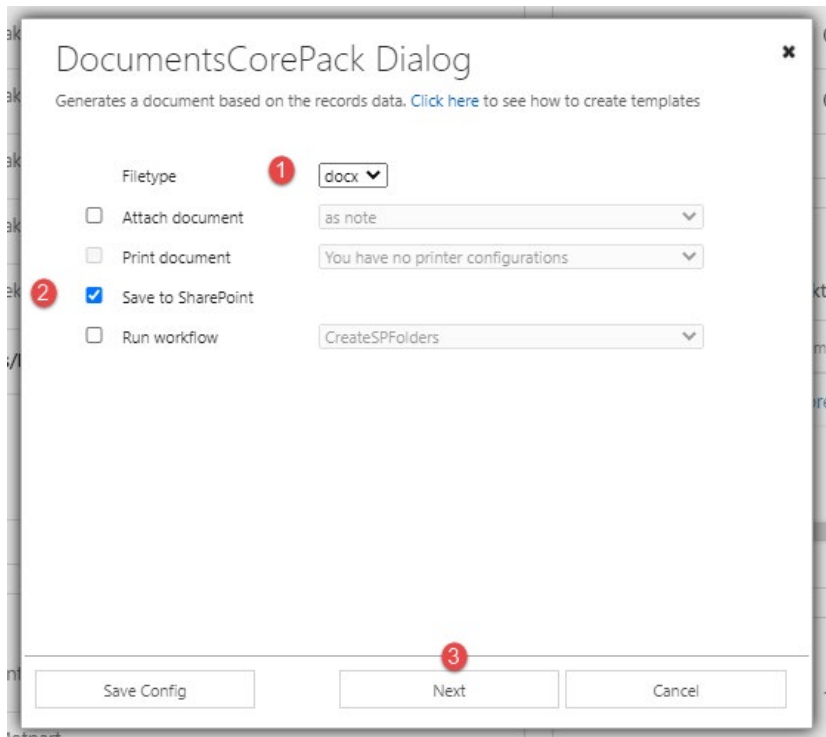 DocumentsCorePack Dialog
Generates a document based on the records data. Click here to see how to create templates
Filetype 1 docx
Attach document as note
Print document You have no printer configurations
2 Save to SharePoint
Run workflow CreateSPFolders
3
Save Config Next Cancel